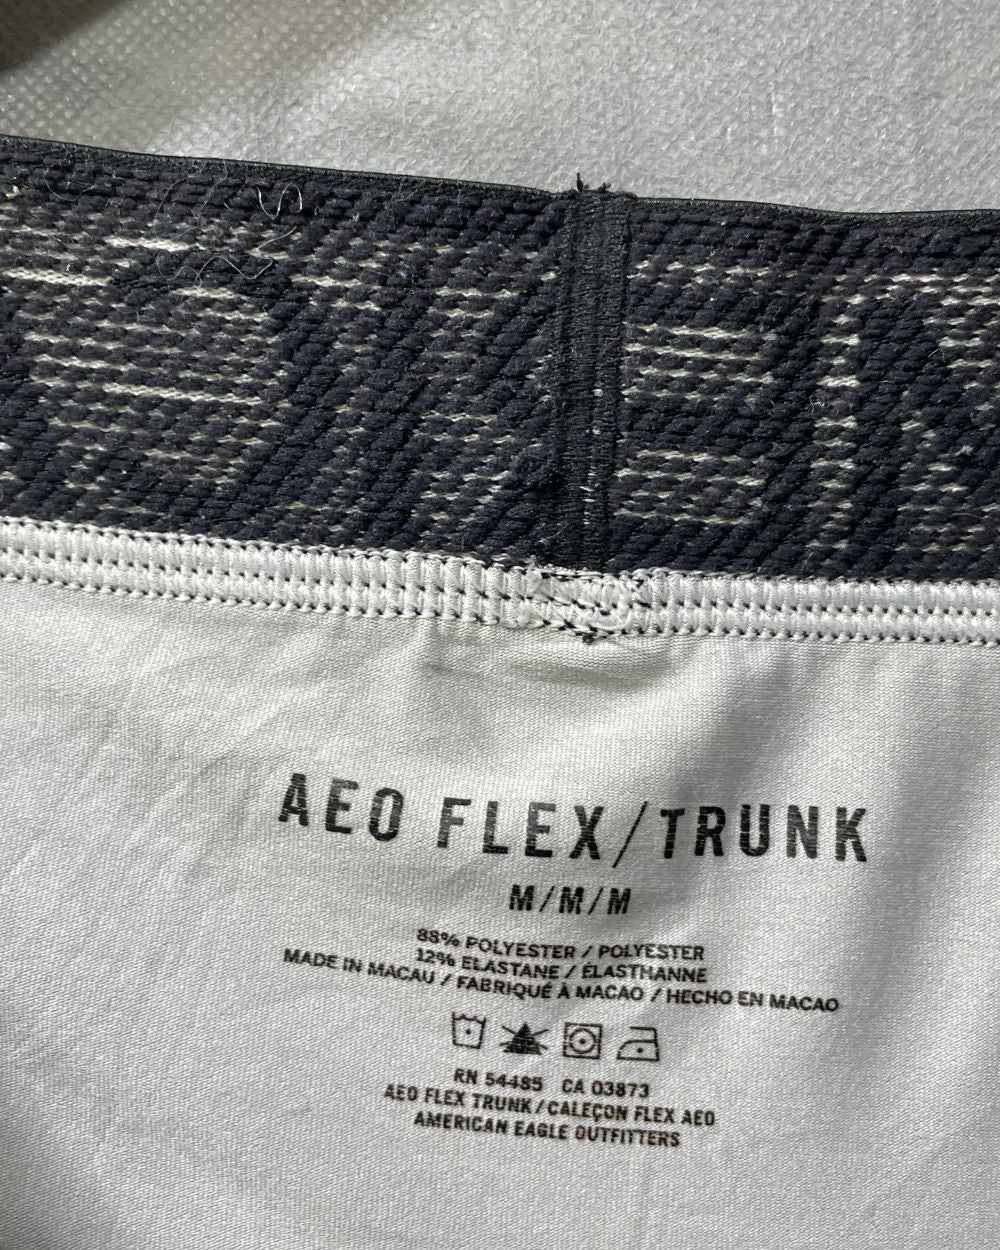 AEO FLEX/TRUNK
M/M/M
88% POLYESTER / POLYESTER
12% ELASTANE / ÉLASTHANNE
MADE IN MACAU / FABRIQUÉ À MACAO / HECHO EN MACAO
RN 54485 CA 03873
AEO FLEX TRUNK/CALEÇON FLEX AEO
AMERICAN EAGLE OUTFITTERS